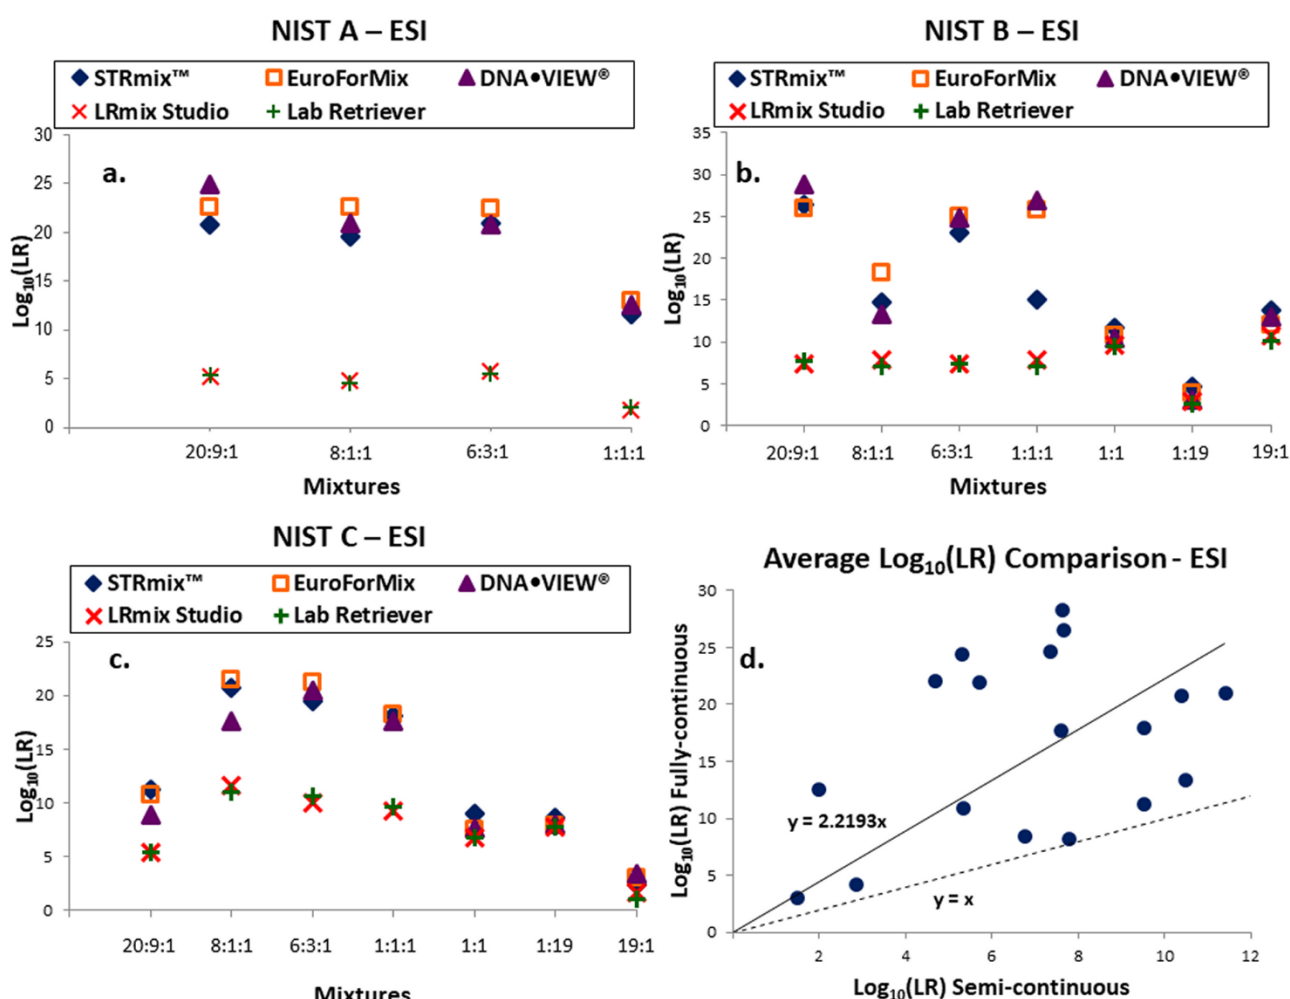 NIST A – ESI
STRmix™ EuroForMix DNA•VIEW®
LRmix Studio Lab Retriever
a.
30
25
20
15
10
5
0
Log10(LR)
20:9:1 8:1:1 6:3:1 1:1:1
Mixtures
NIST B – ESI
STRmix™ EuroForMix DNA•VIEW®
LRmix Studio Lab Retriever
b.
35
30
25
20
15
10
5
0
Log10(LR)
20:9:1 8:1:1 6:3:1 1:1:1 1:1 1:19 19:1
Mixtures
NIST C – ESI
STRmix™ EuroForMix DNA•VIEW®
LRmix Studio Lab Retriever
c.
25
20
15
10
5
0
Log10(LR)
20:9:1 8:1:1 6:3:1 1:1:1 1:1 1:19 19:1
Mixtures
Average Log10(LR) Comparison - ESI
d.
30
25
20
15
10
5
0
Log10(LR) Fully-continuous
y = 2.2193x
y = x
2 4 6 8 10 12
Log10(LR) Semi-continuous